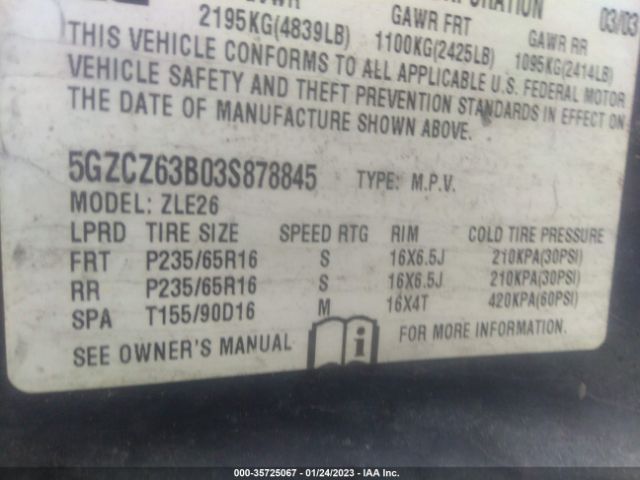 GVWR GAWR FRT GAWR RR 03/03
2195KG(4839LB) 1100KG(2425LB) 1095KG(2414LB)
THIS VEHICLE CONFORMS TO ALL APPLICABLE U.S. FEDERAL MOTOR
VEHICLE SAFETY AND THEFT PREVENTION STANDARDS IN EFFECT ON
THE DATE OF MANUFACTURE SHOWN ABOVE.
5GZCZ63B03S878845 TYPE: M.P.V.
MODEL: ZLE26
LPRD TIRE SIZE SPEED RTG RIM COLD TIRE PRESSURE
FRT P235/65R16 S 16X6.5J 210KPA(30PSI)
RR P235/65R16 S 16X6.5J 210KPA(30PSI)
SPA T155/90D16 M 16X4T 420KPA(60PSI)
SEE OWNER'S MANUAL i FOR MORE INFORMATION.
000-35725067 - 01/24/2023 - IAA Inc.